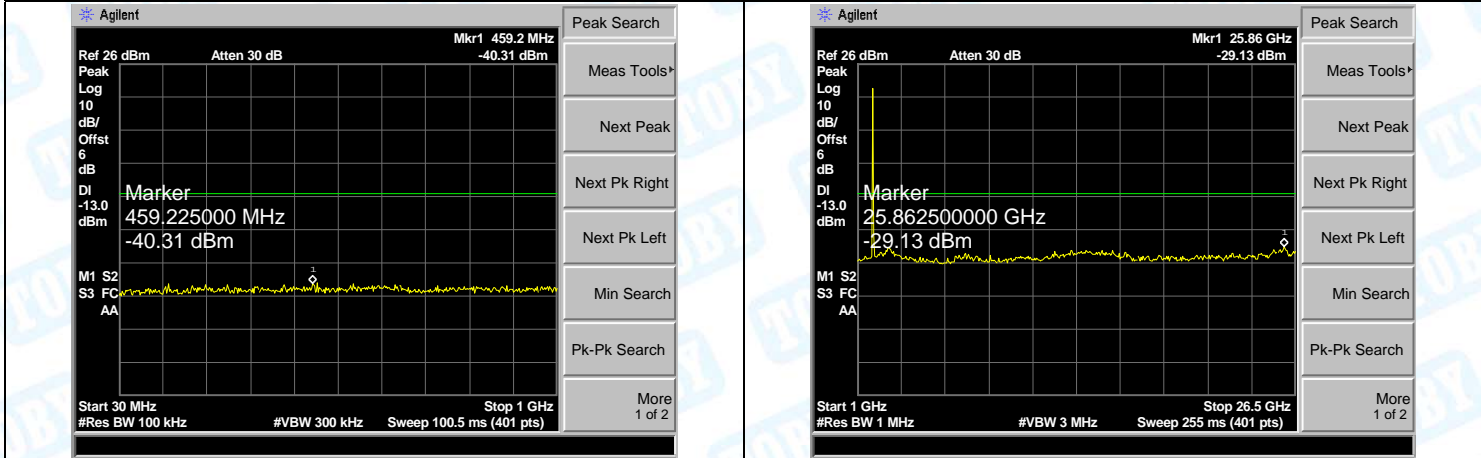 Agilent
Peak Search
Mkr1 459.2 MHz
Ref 26 dBm Atten 30 dB -40.31 dBm
Peak
Log
10
dB/
Offst
6
dB
DI
-13.0
dBm
Marker
459.225000 MHz
-40.31 dBm
1
M1 S2
S3 FC
AA
Start 30 MHz Stop 1 GHz
#Res BW 100 kHz #VBW 300 kHz Sweep 100.5 ms (401 pts)
Meas Tools
Next Peak
Next Pk Right
Next Pk Left
Min Search
Pk-Pk Search
More
1 of 2
Agilent
Peak Search
Mkr1 25.86 GHz
Ref 26 dBm Atten 30 dB -29.13 dBm
Peak
Log
10
dB/
Offst
6
dB
DI
-13.0
dBm
Marker
25.862500000 GHz
-29.13 dBm
1
M1 S2
S3 FC
AA
Start 1 GHz Stop 26.5 GHz
#Res BW 1 MHz #VBW 3 MHz Sweep 255 ms (401 pts)
Meas Tools
Next Peak
Next Pk Right
Next Pk Left
Min Search
Pk-Pk Search
More
1 of 2
TOBY